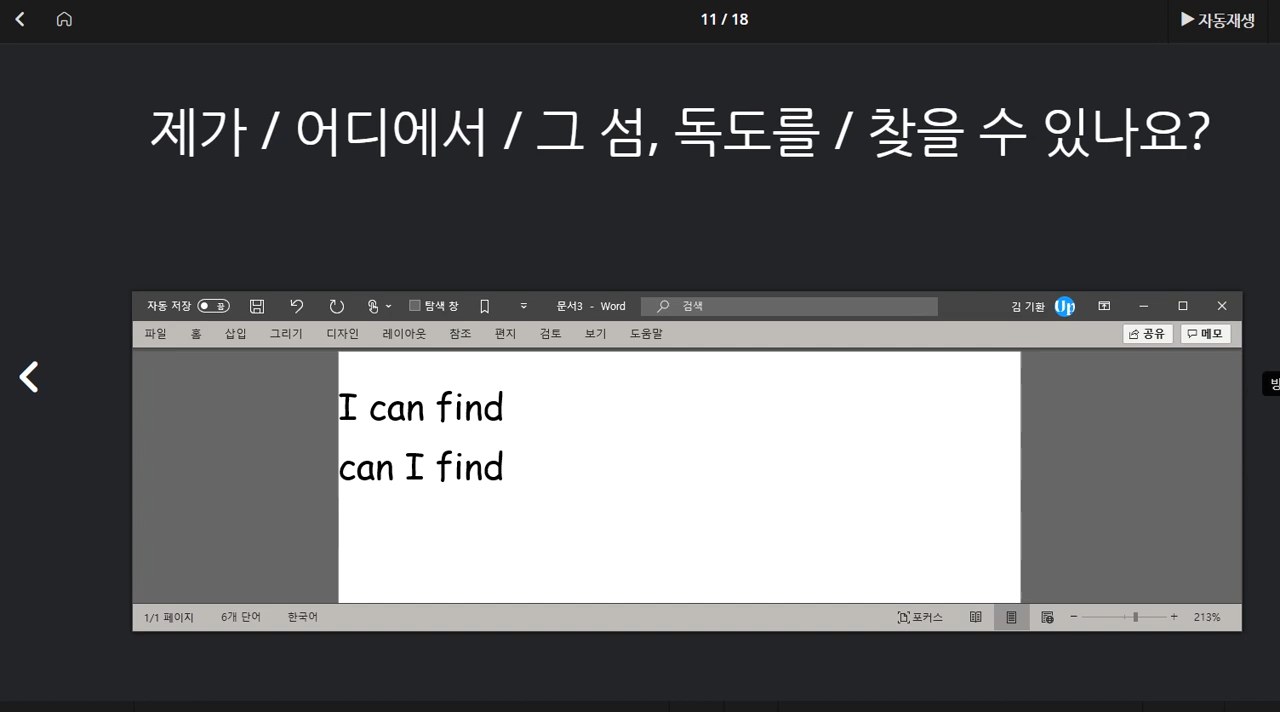 11 / 18
▶ 자동재생
제가 / 어디에서 / 그 섬, 독도를 / 찾을 수 있나요?
자동 저장 끔 탐색 창 문서3 - Word 검색 김 기환 Up
파일 홈 삽입 그리기 디자인 레이아웃 참조 편지 검토 보기 도움말 공유 메모
I can find
can I find
1/1 페이지 6개 단어 한국어 포커스 213%